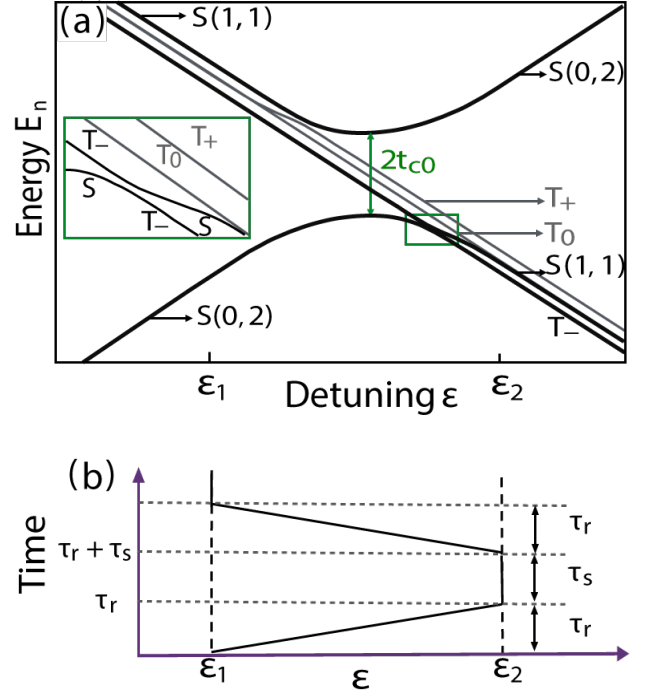 (a)
S(1,1)
S(0,2)
Energy Eₙ
T₊
T₀
T₋
S
T₋
S
2t_C0
T₊
T₀
S(1,1)
T₋
S(0,2)
ε₁
Detuning ε
ε₂
(b)
Time
τᵣ
τᵣ + τₛ
τₛ
τᵣ
τᵣ
ε₁
ε
ε₂